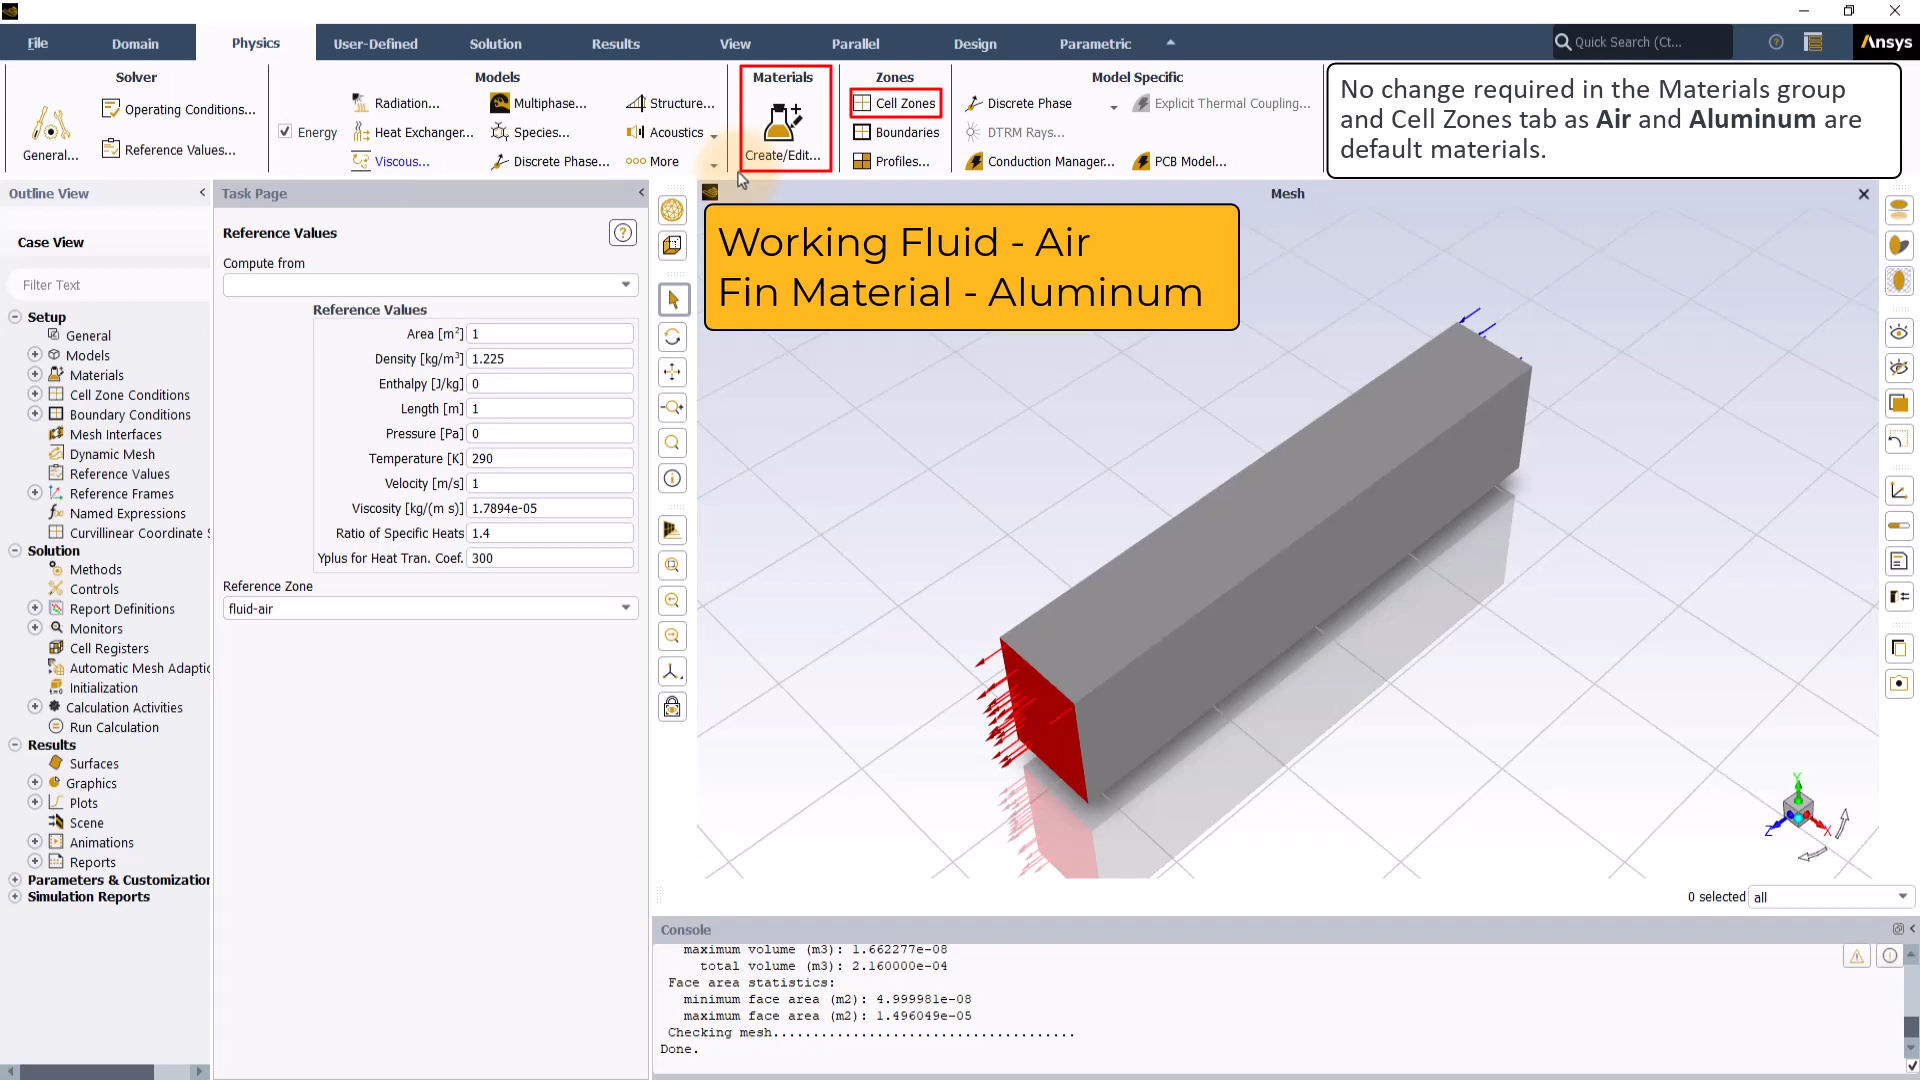 File
Domain
Physics
User-Defined
Solution
Results
View
Parallel
Design
Parametric
Quick Search (Ct...
Ansys
Solver
General...
Operating Conditions...
Reference Values...
Models
Energy
Radiation...
Heat Exchanger...
Viscous...
Multiphase...
Species...
Discrete Phase...
Structure...
Acoustics
More
Materials
Create/Edit...
Zones
Cell Zones
Boundaries
Profiles...
Model Specific
Discrete Phase
DTRM Rays...
Conduction Manager...
Explicit Thermal Coupling...
PCB Model...
No change required in the Materials group
and Cell Zones tab as Air and Aluminum are
default materials.
Outline View
Case View
Filter Text
Setup
General
Models
Materials
Cell Zone Conditions
Boundary Conditions
Mesh Interfaces
Dynamic Mesh
Reference Values
Reference Frames
Named Expressions
Curvillinear Coordinate S
Solution
Methods
Controls
Report Definitions
Monitors
Cell Registers
Automatic Mesh Adaptic
Initialization
Calculation Activities
Run Calculation
Results
Surfaces
Graphics
Plots
Scene
Animations
Reports
Parameters & Customization
Simulation Reports
Task Page
Reference Values
Compute from
Reference Values
Area [m²] 1
Density [kg/m³] 1.225
Enthalpy [J/kg] 0
Length [m] 1
Pressure [Pa] 0
Temperature [K] 290
Velocity [m/s] 1
Viscosity [kg/(m s)] 1.7894e-05
Ratio of Specific Heats 1.4
Yplus for Heat Tran. Coef. 300
Reference Zone
fluid-air
Mesh
Working Fluid - Air
Fin Material - Aluminum
Y
Z
X
0 selected all
Console
maximum volume (m3): 1.662277e-08
total volume (m3): 2.160000e-04
Face area statistics:
minimum face area (m2): 4.999981e-08
maximum face area (m2): 1.496049e-05
Checking mesh.....................................
Done.